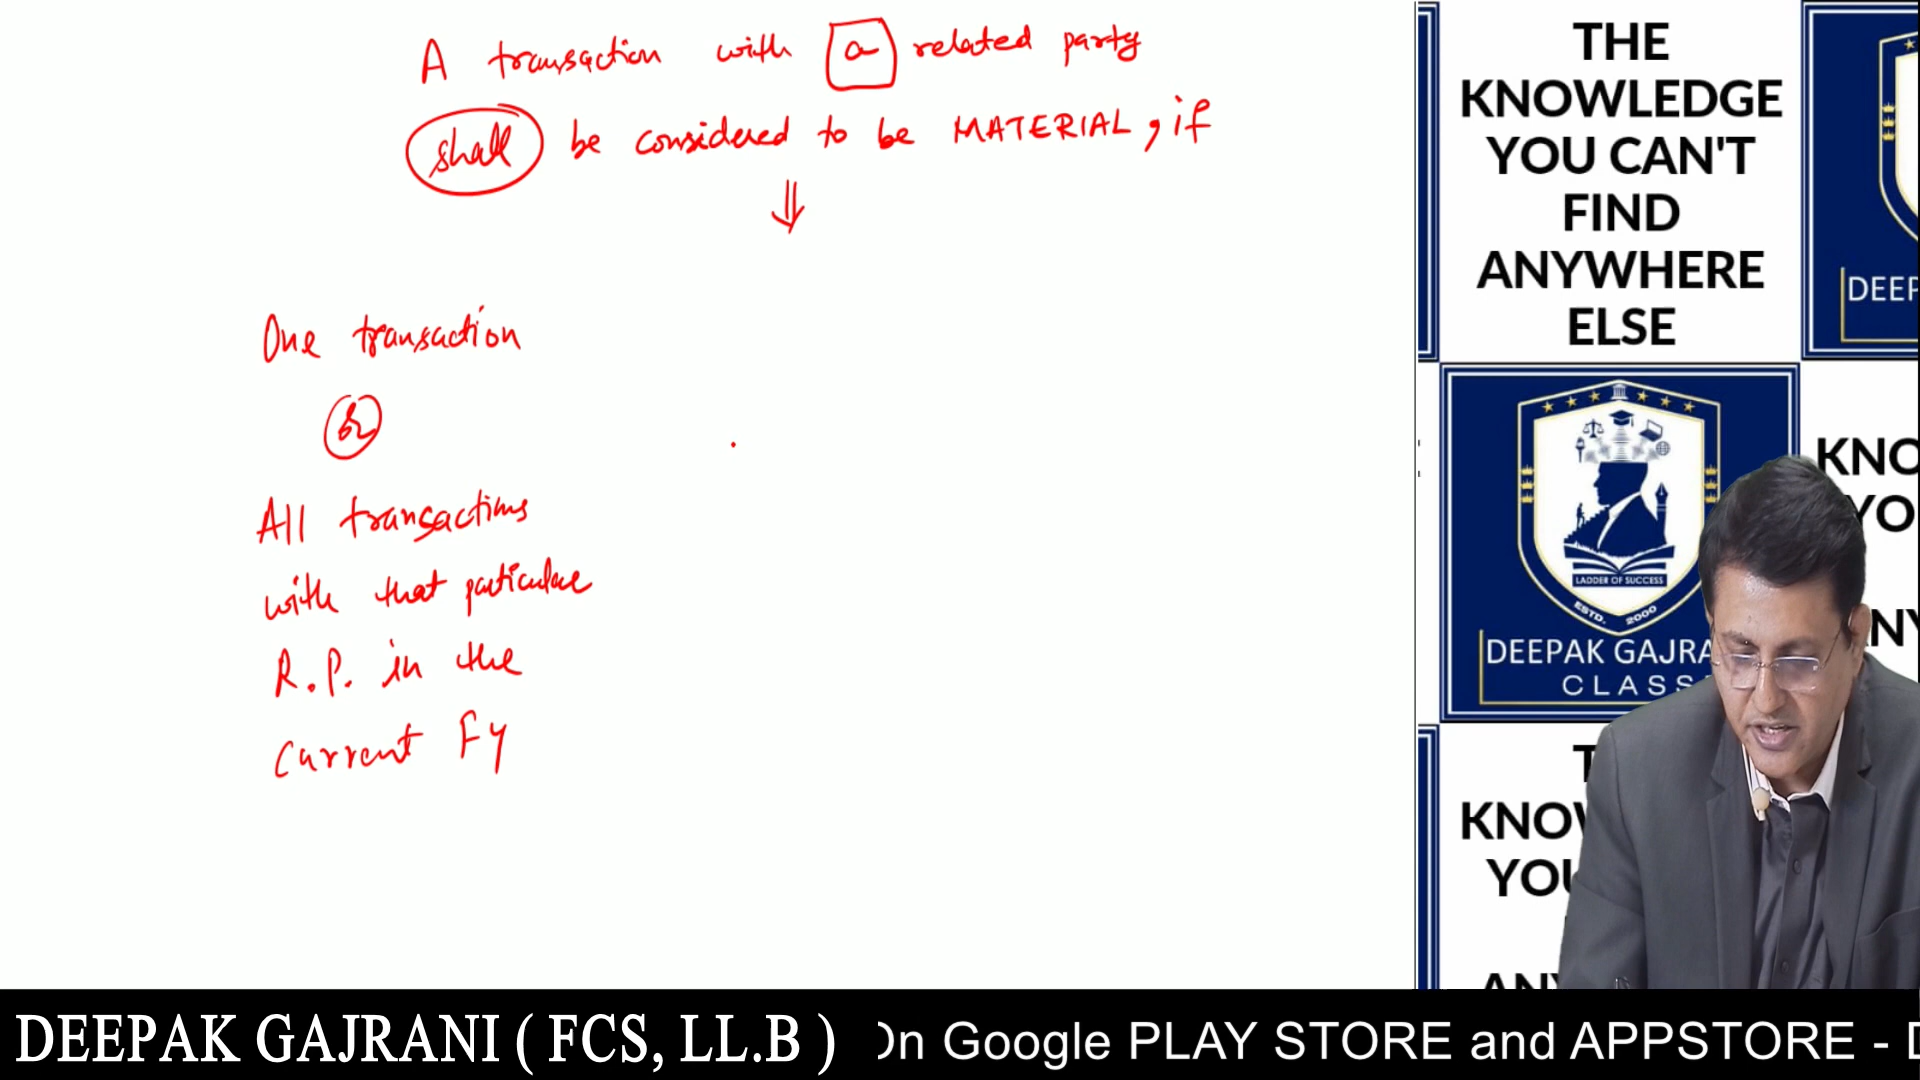 A transaction with a related party
shall be considered to be MATERIAL, if
One transaction
or
All transactions
with that particular
R.P. in the
current FY
THE
KNOWLEDGE
YOU CAN'T
FIND
ANYWHERE
ELSE
DEEP
LADDER OF SUCCESS
ESTD. 2000
DEEPAK GAJRA
CLASS
KNO
YO
NY
T
KNO
YOU
ANY
DEEPAK GAJRANI ( FCS, LL.B )
On Google PLAY STORE and APPSTORE - D